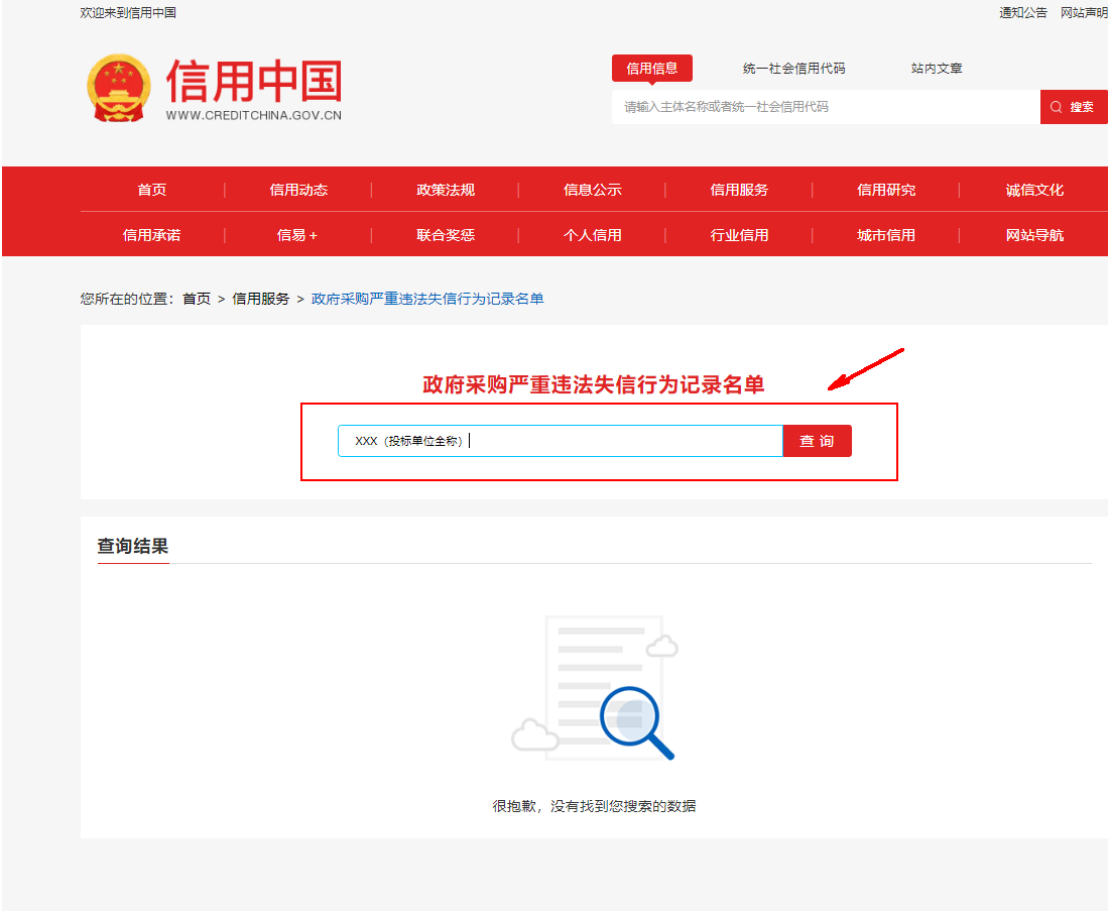 欢迎来到信用中国 通知公告 网站声明
信用中国
WWW.CREDITCHINA.GOV.CN
信用信息 统一社会信用代码 站内文章
请输入主体名称或者统一社会信用代码 搜索
首页 信用动态 政策法规 信息公示 信用服务 信用研究 诚信文化
信用承诺 信易+ 联合奖惩 个人信用 行业信用 城市信用 网站导航
您所在的位置：首页 > 信用服务 > 政府采购严重违法失信行为记录名单
政府采购严重违法失信行为记录名单
XXX（投标单位全称） 查 询
查询结果
很抱歉，没有找到您搜索的数据